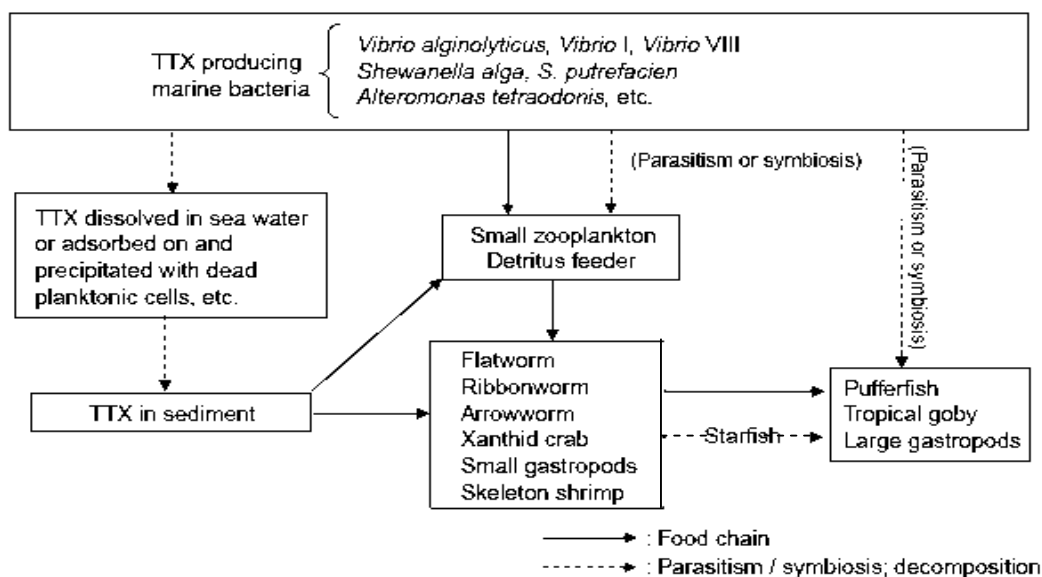 TTX producing
marine bacteria
Vibrio alginolyticus, Vibrio I, Vibrio VIII
Shewanella alga, S. putrefacien
Alteromonas tetraodonis, etc.
(Parasitism or symbiosis)
(Parasitism or symbiosis)
TTX dissolved in sea water
or adsorbed on and
precipitated with dead
planktonic cells, etc.
Small zooplankton
Detritus feeder
TTX in sediment
Flatworm
Ribbonworm
Arrowworm
Xanthid crab
Small gastropods
Skeleton shrimp
Starfish
Pufferfish
Tropical goby
Large gastropods
: Food chain
: Parasitism / symbiosis; decomposition